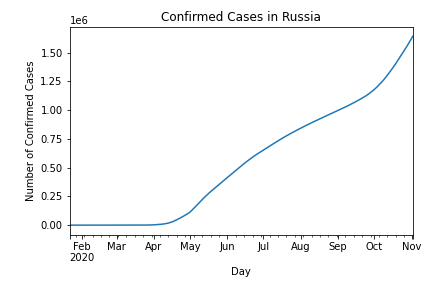 Confirmed Cases in Russia
1e6
Number of Confirmed Cases
1.50
1.25
1.00
0.75
0.50
0.25
0.00
Feb Mar Apr May Jun Jul Aug Sep Oct Nov
2020
Day